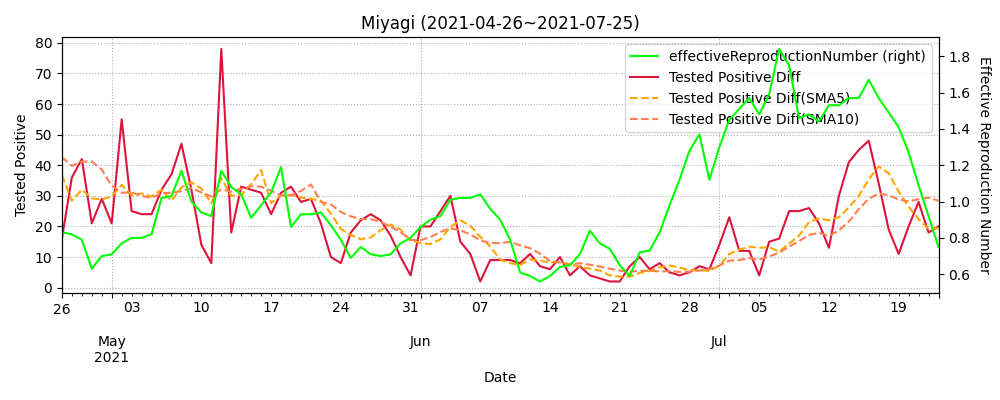 Miyagi (2021-04-26~2021-07-25)
effectiveReproductionNumber (right)
Tested Positive Diff
Tested Positive Diff(SMA5)
Tested Positive Diff(SMA10)
Tested Positive
80
70
60
50
40
30
20
10
0
1.8
1.6
1.4
1.2
1.0
0.8
0.6
Effective Reproduction Number
26 03 10 17 24 31 07 14 21 28 05 12 19
May Jun Jul
2021
Date